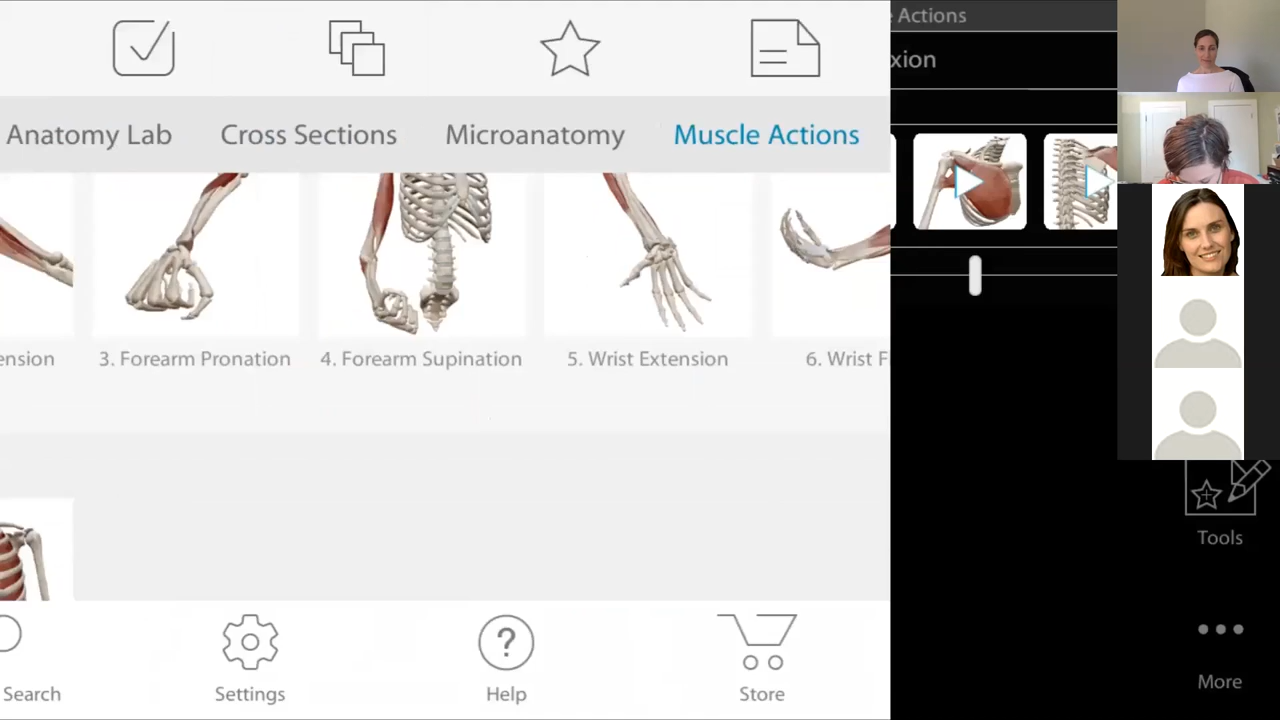 Actions
xion
Anatomy Lab
Cross Sections
Microanatomy
Muscle Actions
ension
3. Forearm Pronation
4. Forearm Supination
5. Wrist Extension
6. Wrist F
Tools
Search
Settings
?
Help
Store
More